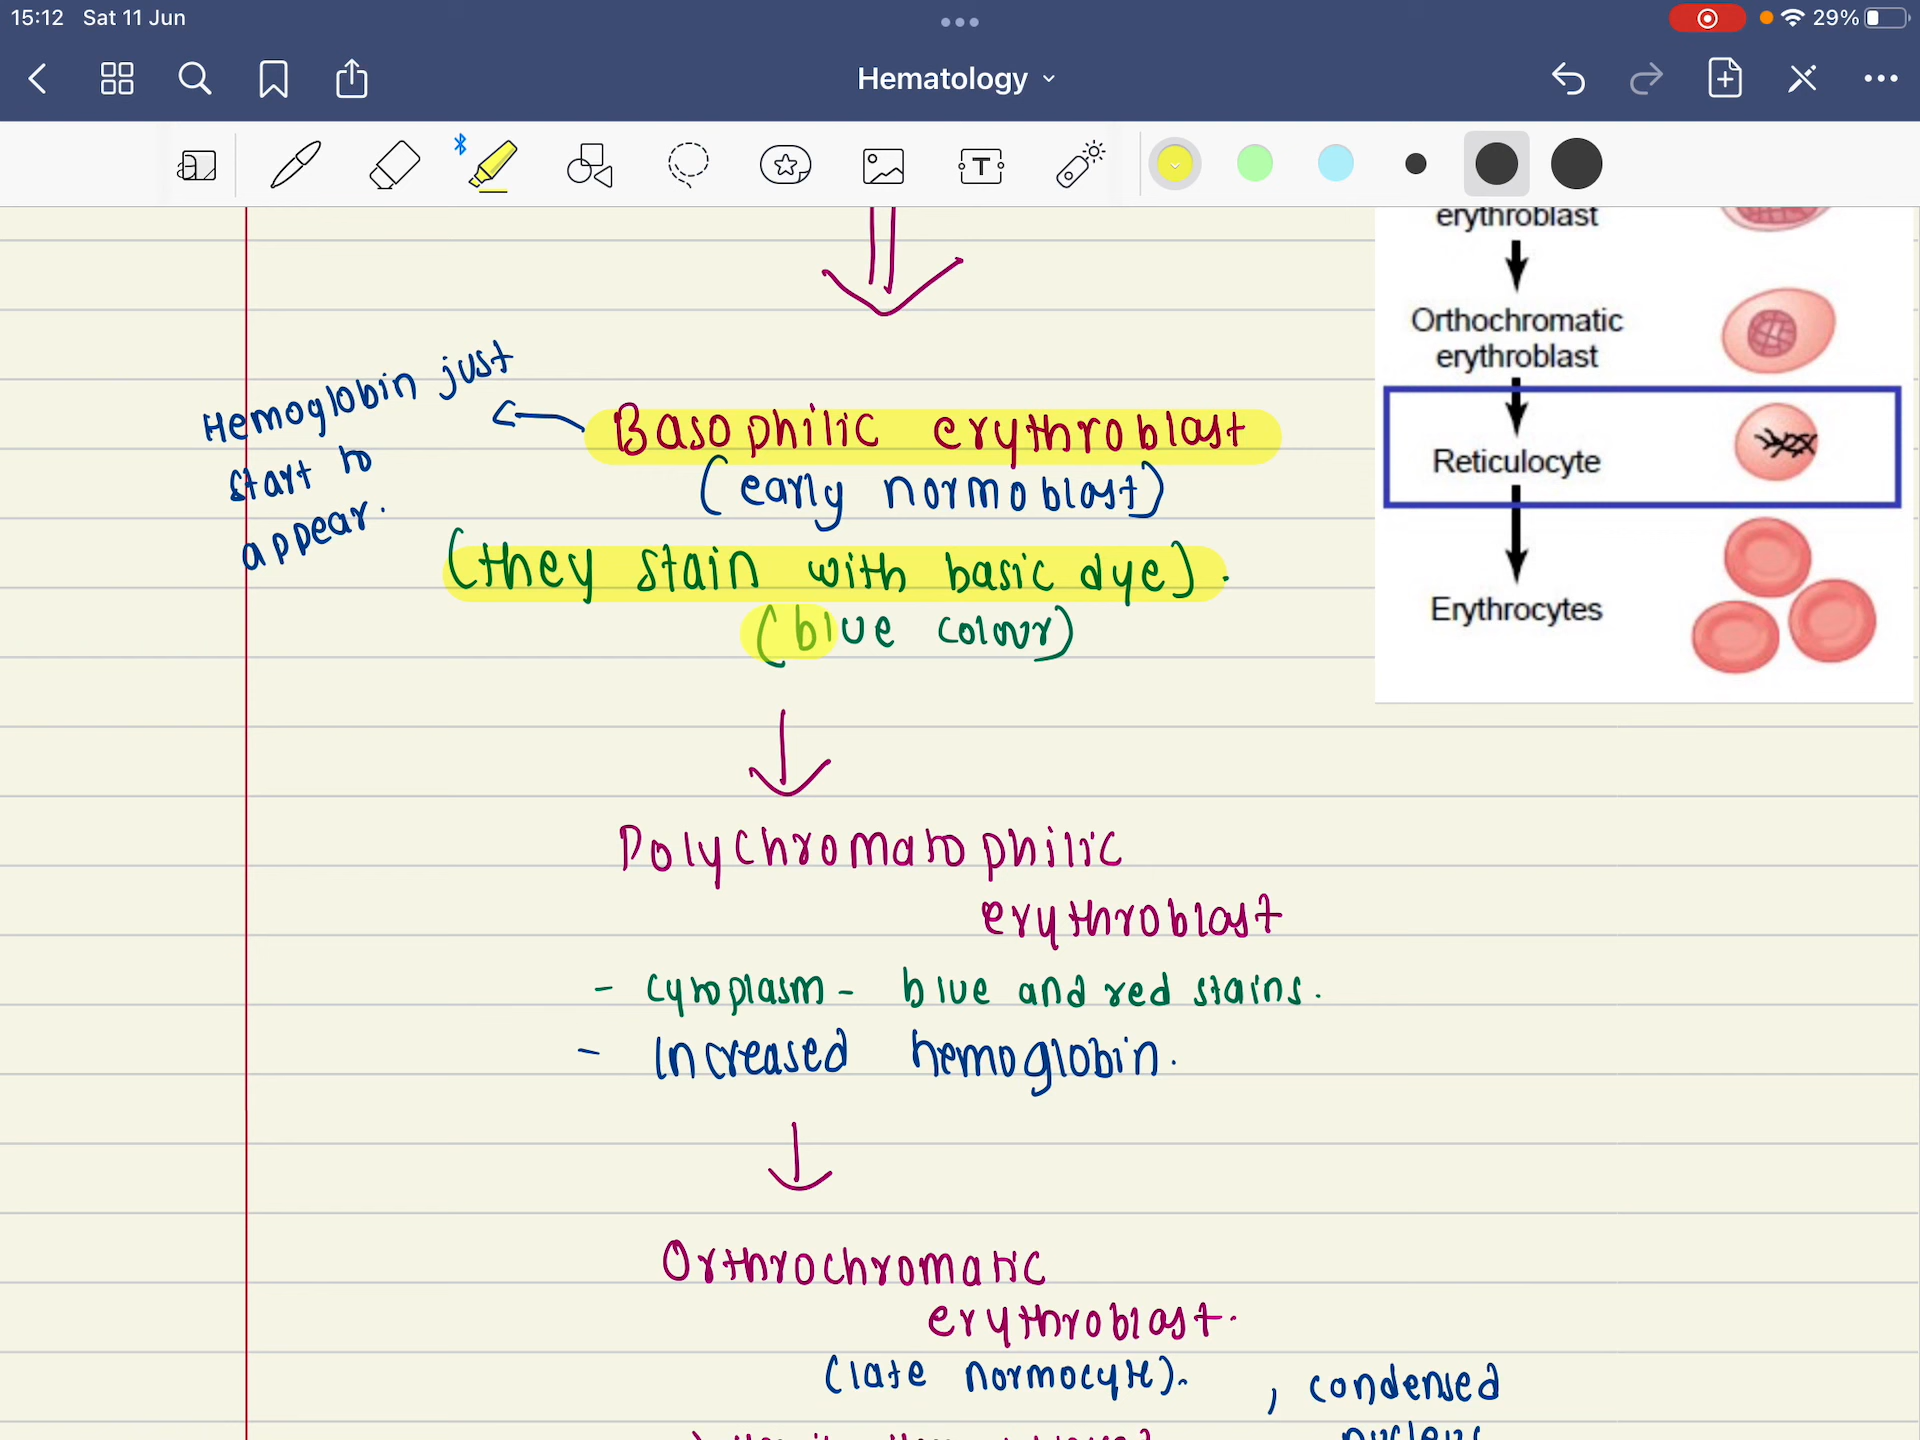 15:12 Sat 11 Jun
29%
Hematology
erythroblast
Orthochromatic
erythroblast
Reticulocyte
Erythrocytes
Hemoglobin just
start to
appear.
Basophilic erythroblast
(early normoblast)
(they stain with basic dye).
(blue colour)
Polychromatophilic
erythroblast
- cytoplasm - blue and red stains.
- Increased hemoglobin.
Orthrochromatic
erythroblast.
(late normocyte).
, condensed
nucleus